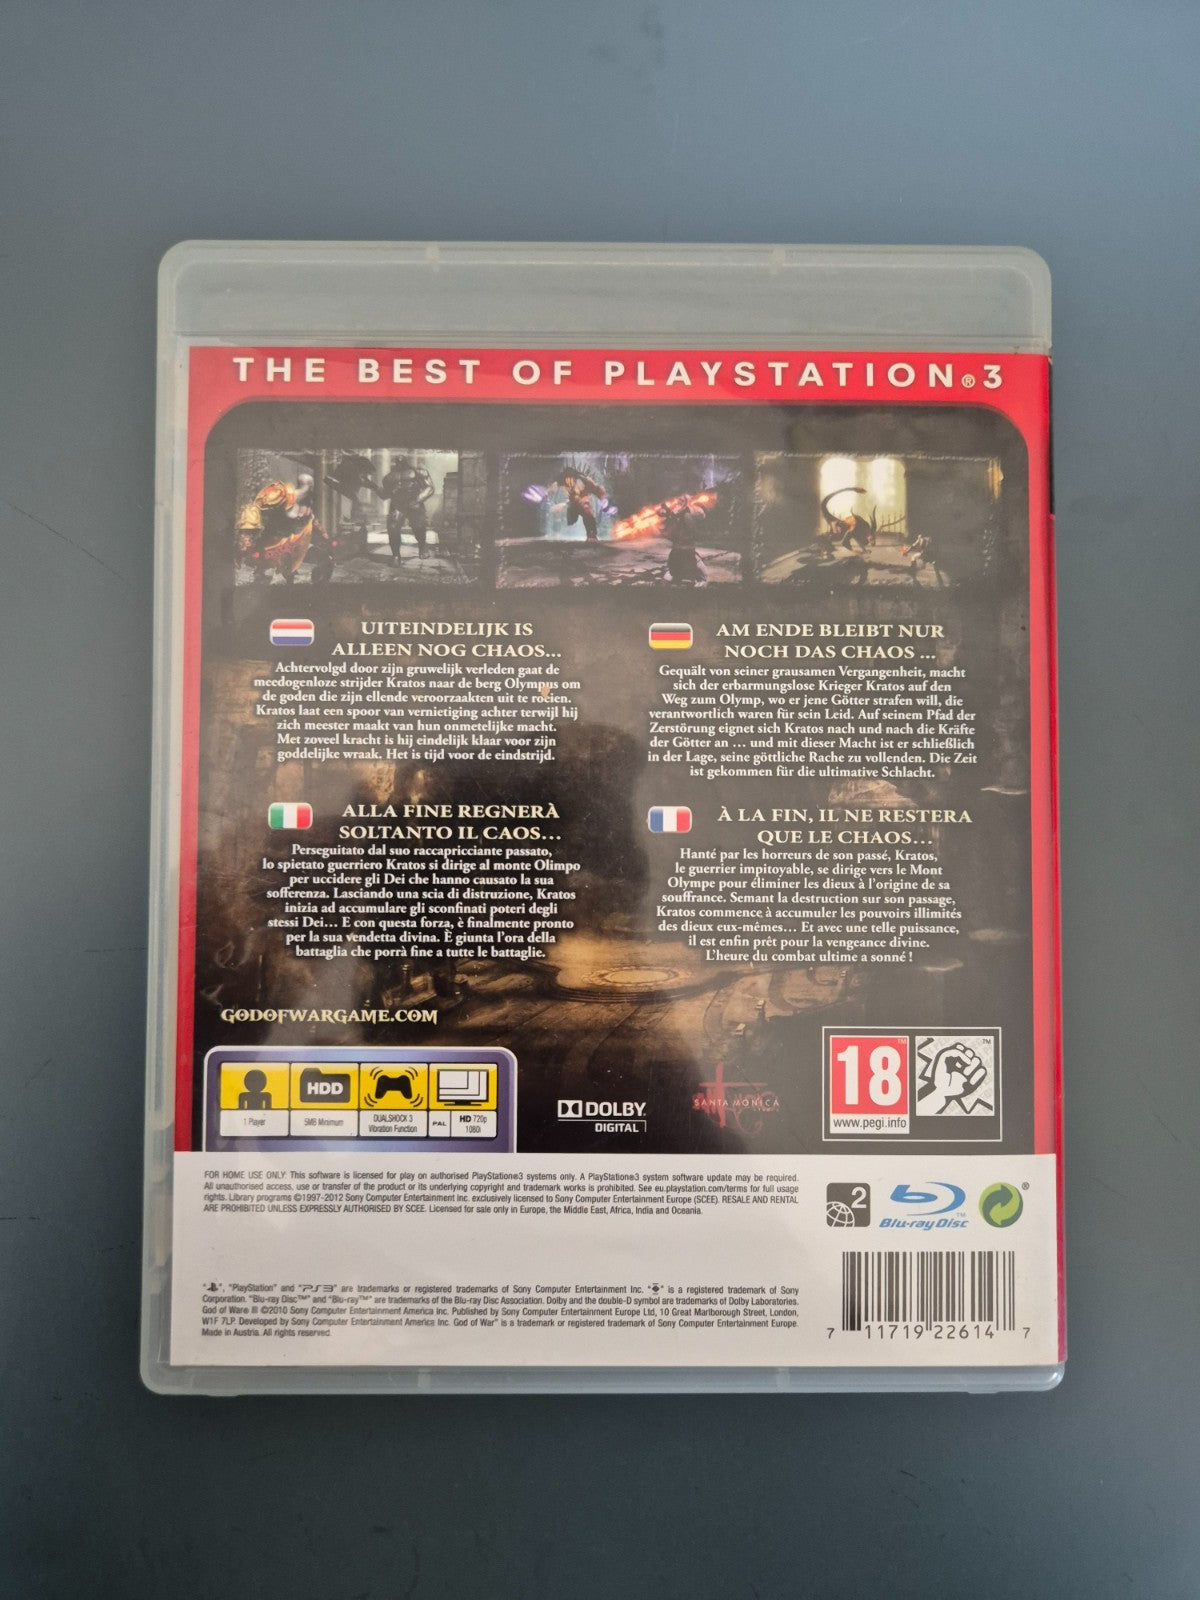 THE BEST OF PLAYSTATION®3
UITEINDELIJK IS
ALLEEN NOG CHAOS...
Achtervolgd door zijn gruwelijk verleden gaat de
meedogenloze strijder Kratos naar de berg Olympus om
de goden die zijn ellende veroorzaakten uit te roeien.
Kratos laat een spoor van vernietiging achter terwijl hij
zich meester maakt van hun onmetelijke macht.
Met zoveel kracht is hij eindelijk klaar voor zijn
goddelijke wraak. Het is tijd voor de eindstrijd.
AM ENDE BLEIBT NUR
NOCH DAS CHAOS ...
Gequält von seiner grausamen Vergangenheit, macht
sich der erbarmungslose Krieger Kratos auf den
Weg zum Olymp, wo er jene Götter strafen will, die
verantwortlich waren für sein Leid. Auf seinem Pfad der
Zerstörung eignet sich Kratos nach und nach die Kräfte
der Götter an ... und mit dieser Macht ist er schließlich
in der Lage, seine göttliche Rache zu vollenden. Die Zeit
ist gekommen für die ultimative Schlacht.
ALLA FINE REGNERÀ
SOLTANTO IL CAOS...
Perseguitato dal suo raccapricciante passato,
lo spietato guerriero Kratos si dirige al monte Olimpo
per uccidere gli Dei che hanno causato la sua
sofferenza. Lasciando una scia di distruzione, Kratos
inizia ad accumulare gli sconfinati poteri degli
stessi Dei... E con questa forza, è finalmente pronto
per la sua vendetta divina. È giunta l'ora della
battaglia che porrà fine a tutte le battaglie.
À LA FIN, IL NE RESTERA
QUE LE CHAOS...
Hanté par les horreurs de son passé, Kratos,
le guerrier impitoyable, se dirige vers le Mont
Olympe pour éliminer les dieux à l'origine de sa
souffrance. Semant la destruction sur son passage,
Kratos commence à accumuler les pouvoirs illimités
des dieux eux-mêmes... Et avec une telle puissance,
il est enfin prêt pour la vengeance divine.
L'heure du combat ultime a sonné !
GODOFWARGAME.COM
HDD
1 Player
5MB Minimum
DUALSHOCK 3
Vibration Function
PAL
HD 720p
1080i
DOLBY
DIGITAL
SANTA MONICA
18
www.pegi.info
FOR HOME USE ONLY. This software is licensed for play on authorised PlayStation®3 systems only. A PlayStation®3 system software update may be required.
All unauthorised access, use or transfer of the product or its underlying copyright and trademark works is prohibited. See eu.playstation.com/terms for full usage
rights. Library programs ©1997-2012 Sony Computer Entertainment Inc. exclusively licensed to Sony Computer Entertainment Europe (SCEE). RESALE AND RENTAL
ARE PROHIBITED UNLESS EXPRESSLY AUTHORISED BY SCEE. Licensed for sale only in Europe, the Middle East, Africa, India and Oceania.
2
Blu-ray Disc™
"PlayStation" and "PS3" are trademarks or registered trademarks of Sony Computer Entertainment Inc. is a registered trademark of Sony
Corporation. "Blu-ray Disc™" and "Blu-ray™" are trademarks of the Blu-ray Disc Association. Dolby and the double-D symbol are trademarks of Dolby Laboratories.
God of War® III ©2010 Sony Computer Entertainment America Inc. Published by Sony Computer Entertainment Europe Ltd, 10 Great Marlborough Street, London,
W1F 7LP. Developed by Sony Computer Entertainment America Inc. God of War" is a trademark or registered trademark of Sony Computer Entertainment Europe.
Made in Austria. All rights reserved.
7 11719 22614 7